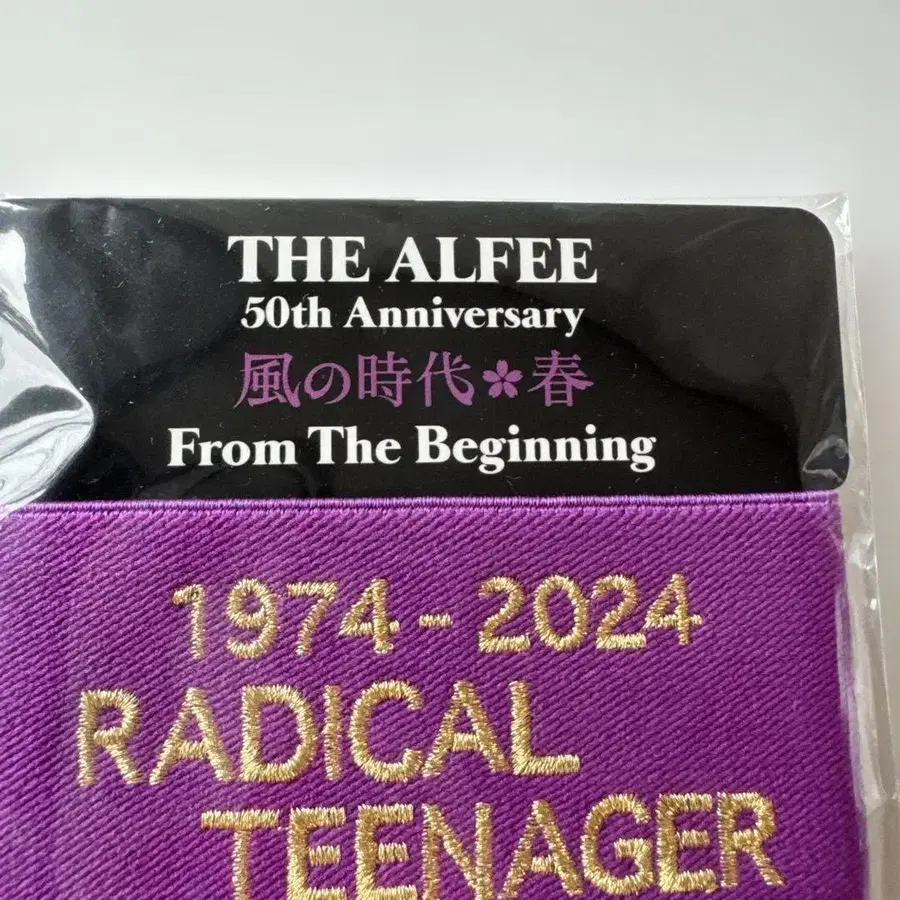 THE ALFEE
50th Anniversary
風の時代✽春
From The Beginning
1974-2024
RADICAL
TEENAGER